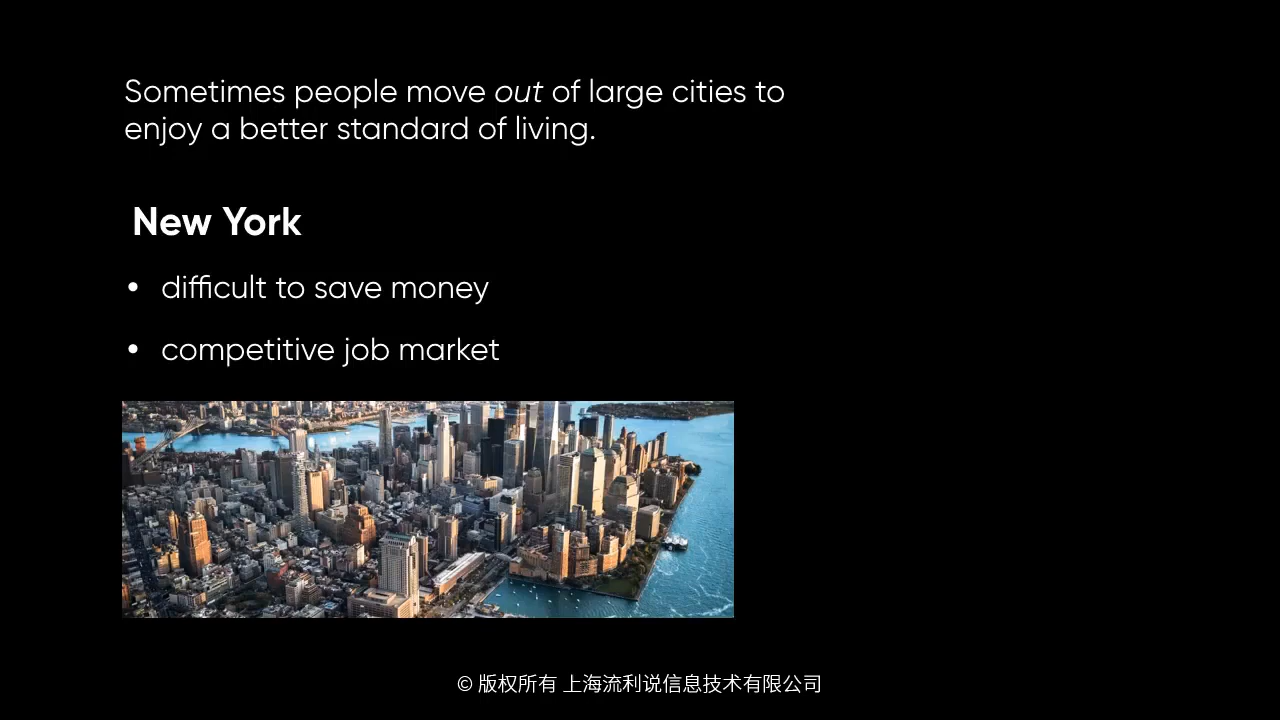 Sometimes people move out of large cities to
enjoy a better standard of living.
New York
• difficult to save money
• competitive job market
© 版权所有 上海流利说信息技术有限公司